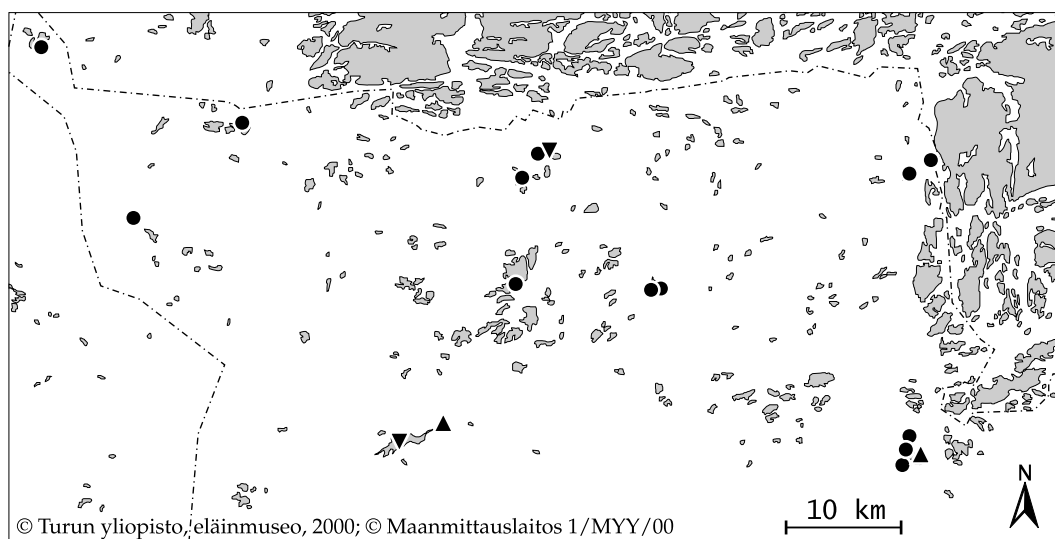 N
10 km
© Turun yliopisto, eläinmuseo, 2000; © Maanmittauslaitos 1/MYY/00